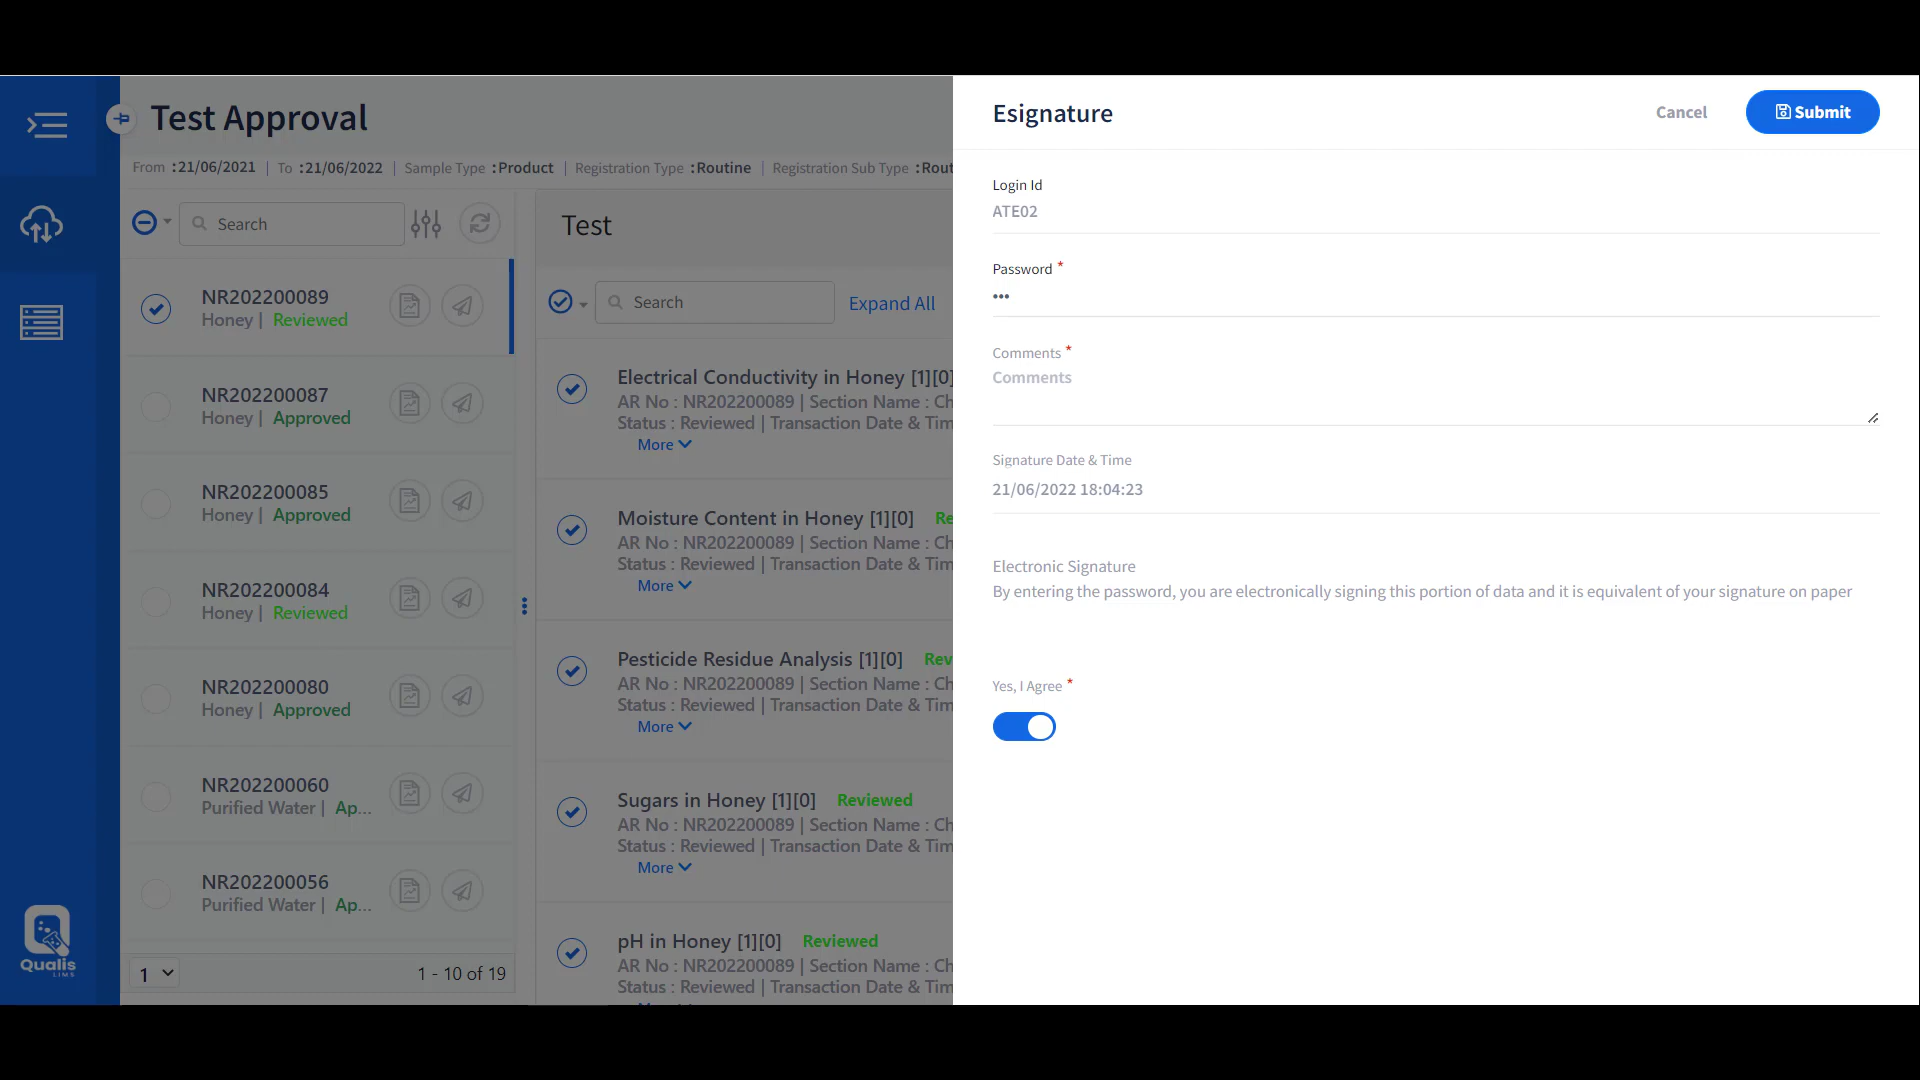 Test Approval
From :21/06/2021 | To :21/06/2022 | Sample Type :Product | Registration Type :Routine | Registration Sub Type :Rout
Search
NR202200089
Honey | Reviewed
NR202200087
Honey | Approved
NR202200085
Honey | Approved
NR202200084
Honey | Reviewed
NR202200080
Honey | Approved
NR202200060
Purified Water | Ap...
NR202200056
Purified Water | Ap...
1
1 - 10 of 19
Qualis
LIMS
Test
Search
Expand All
Electrical Conductivity in Honey [1][0]
AR No : NR202200089 | Section Name : Ch
Status : Reviewed | Transaction Date & Tim
More
Moisture Content in Honey [1][0] Re
AR No : NR202200089 | Section Name : Ch
Status : Reviewed | Transaction Date & Tim
More
Pesticide Residue Analysis [1][0] Rev
AR No : NR202200089 | Section Name : Ch
Status : Reviewed | Transaction Date & Tim
More
Sugars in Honey [1][0] Reviewed
AR No : NR202200089 | Section Name : Ch
Status : Reviewed | Transaction Date & Tim
More
pH in Honey [1][0] Reviewed
AR No : NR202200089 | Section Name : Ch
Status : Reviewed | Transaction Date & Tim
Esignature
Cancel
Submit
Login Id
ATE02
Password *
•••
Comments *
Comments
Signature Date & Time
21/06/2022 18:04:23
Electronic Signature
By entering the password, you are electronically signing this portion of data and it is equivalent of your signature on paper
Yes, I Agree *